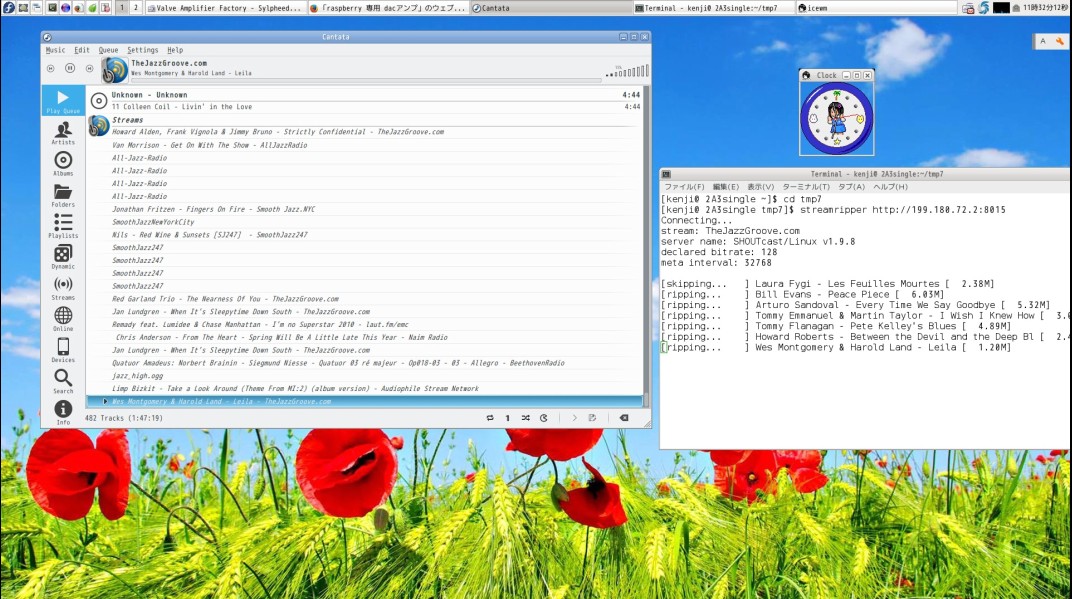 1
2
Valve Amplifier Factory - Sylpheed...
「raspberry 専用 dacアンプ」のウェブ...
Cantata
Terminal - kenji@ 2A3single:~/tmp7
icewm
11時32分12秒
Cantata
Music Edit Queue Settings Help
TheJazzGroove.com
Wes Montgomery & Harold Land - Leila
Play Queue
Artists
Albums
Folders
Playlists
Dynamic
Streams
Online
Devices
Search
Info
Unknown - Unknown 4:44
11 Colleen Coil - Livin' in the Love 4:44
Streams
Howard Alden, Frank Vignola & Jimmy Bruno - Strictly Confidential - TheJazzGroove.com
Van Morrison - Get On With The Show - AllJazzRadio
All-Jazz-Radio
All-Jazz-Radio
All-Jazz-Radio
All-Jazz-Radio
Jonathan Fritzen - Fingers On Fire - Smooth Jazz.NYC
SmoothJazzNewYorkCity
Nils - Red Wine & Sunsets [SJ247] - SmoothJazz247
SmoothJazz247
SmoothJazz247
SmoothJazz247
SmoothJazz247
Red Garland Trio - The Nearness Of You - TheJazzGroove.com
Jan Lundgren - When It's Sleepytime Down South - TheJazzGroove.com
Remady feat. Lumidee & Chase Manhattan - I'm no Superstar 2010 - laut.fm/emc
Chris Anderson - From The Heart - Spring Will Be A Little Late This Year - Naim Radio
Jan Lundgren - When It's Sleepytime Down South - TheJazzGroove.com
Quatuor Amadeus: Norbert Brainin - Siegmund Niesse - Quatuor 03 ré majeur - Op018-03 - 03 - Allegro - BeethovenRadio
jazz_high.ogg
Limp Bizkit - Take a Look Around (Theme From MI:2) (album version) - Audiophile Stream Network
Wes Montgomery & Harold Land - Leila - TheJazzGroove.com
482 Tracks (1:47:19)
1
Clock
A
Terminal - kenji@ 2A3single:~/tmp7
ファイル(F) 編集(E) 表示(V) ターミナル(T) タブ(A) ヘルプ(H)
[kenji@ 2A3single ~]$ cd tmp7
[kenji@ 2A3single tmp7]$ streamripper http://199.180.72.2:8015
Connecting...
stream: TheJazzGroove.com
server name: SHOUTcast/Linux v1.9.8
declared bitrate: 128
meta interval: 32768
[skipping... ] Laura Fygi - Les Feuilles Mourtes [ 2.38M]
[ripping... ] Bill Evans - Peace Piece [ 6.03M]
[ripping... ] Arturo Sandoval - Every Time We Say Goodbye [ 5.32M]
[ripping... ] Tommy Emmanuel & Martin Taylor - I Wish I Knew How [ 3.
[ripping... ] Tommy Flanagan - Pete Kelley's Blues [ 4.89M]
[ripping... ] Howard Roberts - Between the Devil and the Deep Bl [ 2.
[ripping... ] Wes Montgomery & Harold Land - Leila [ 1.20M]